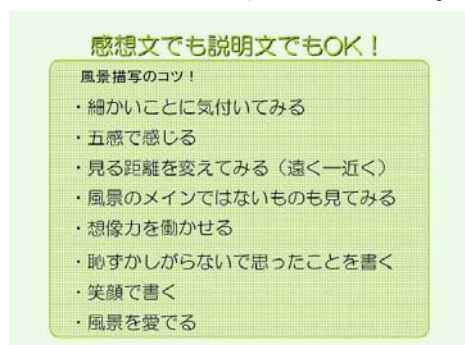 感想文でも説明文でもOK！
風景描写のコツ！
・細かいことに気付いてみる
・五感で感じる
・見る距離を変えてみる（遠く―近く）
・風景のメインではないものも見てみる
・想像力を働かせる
・恥ずかしがらないで思ったことを書く
・笑顔で書く
・風景を愛でる